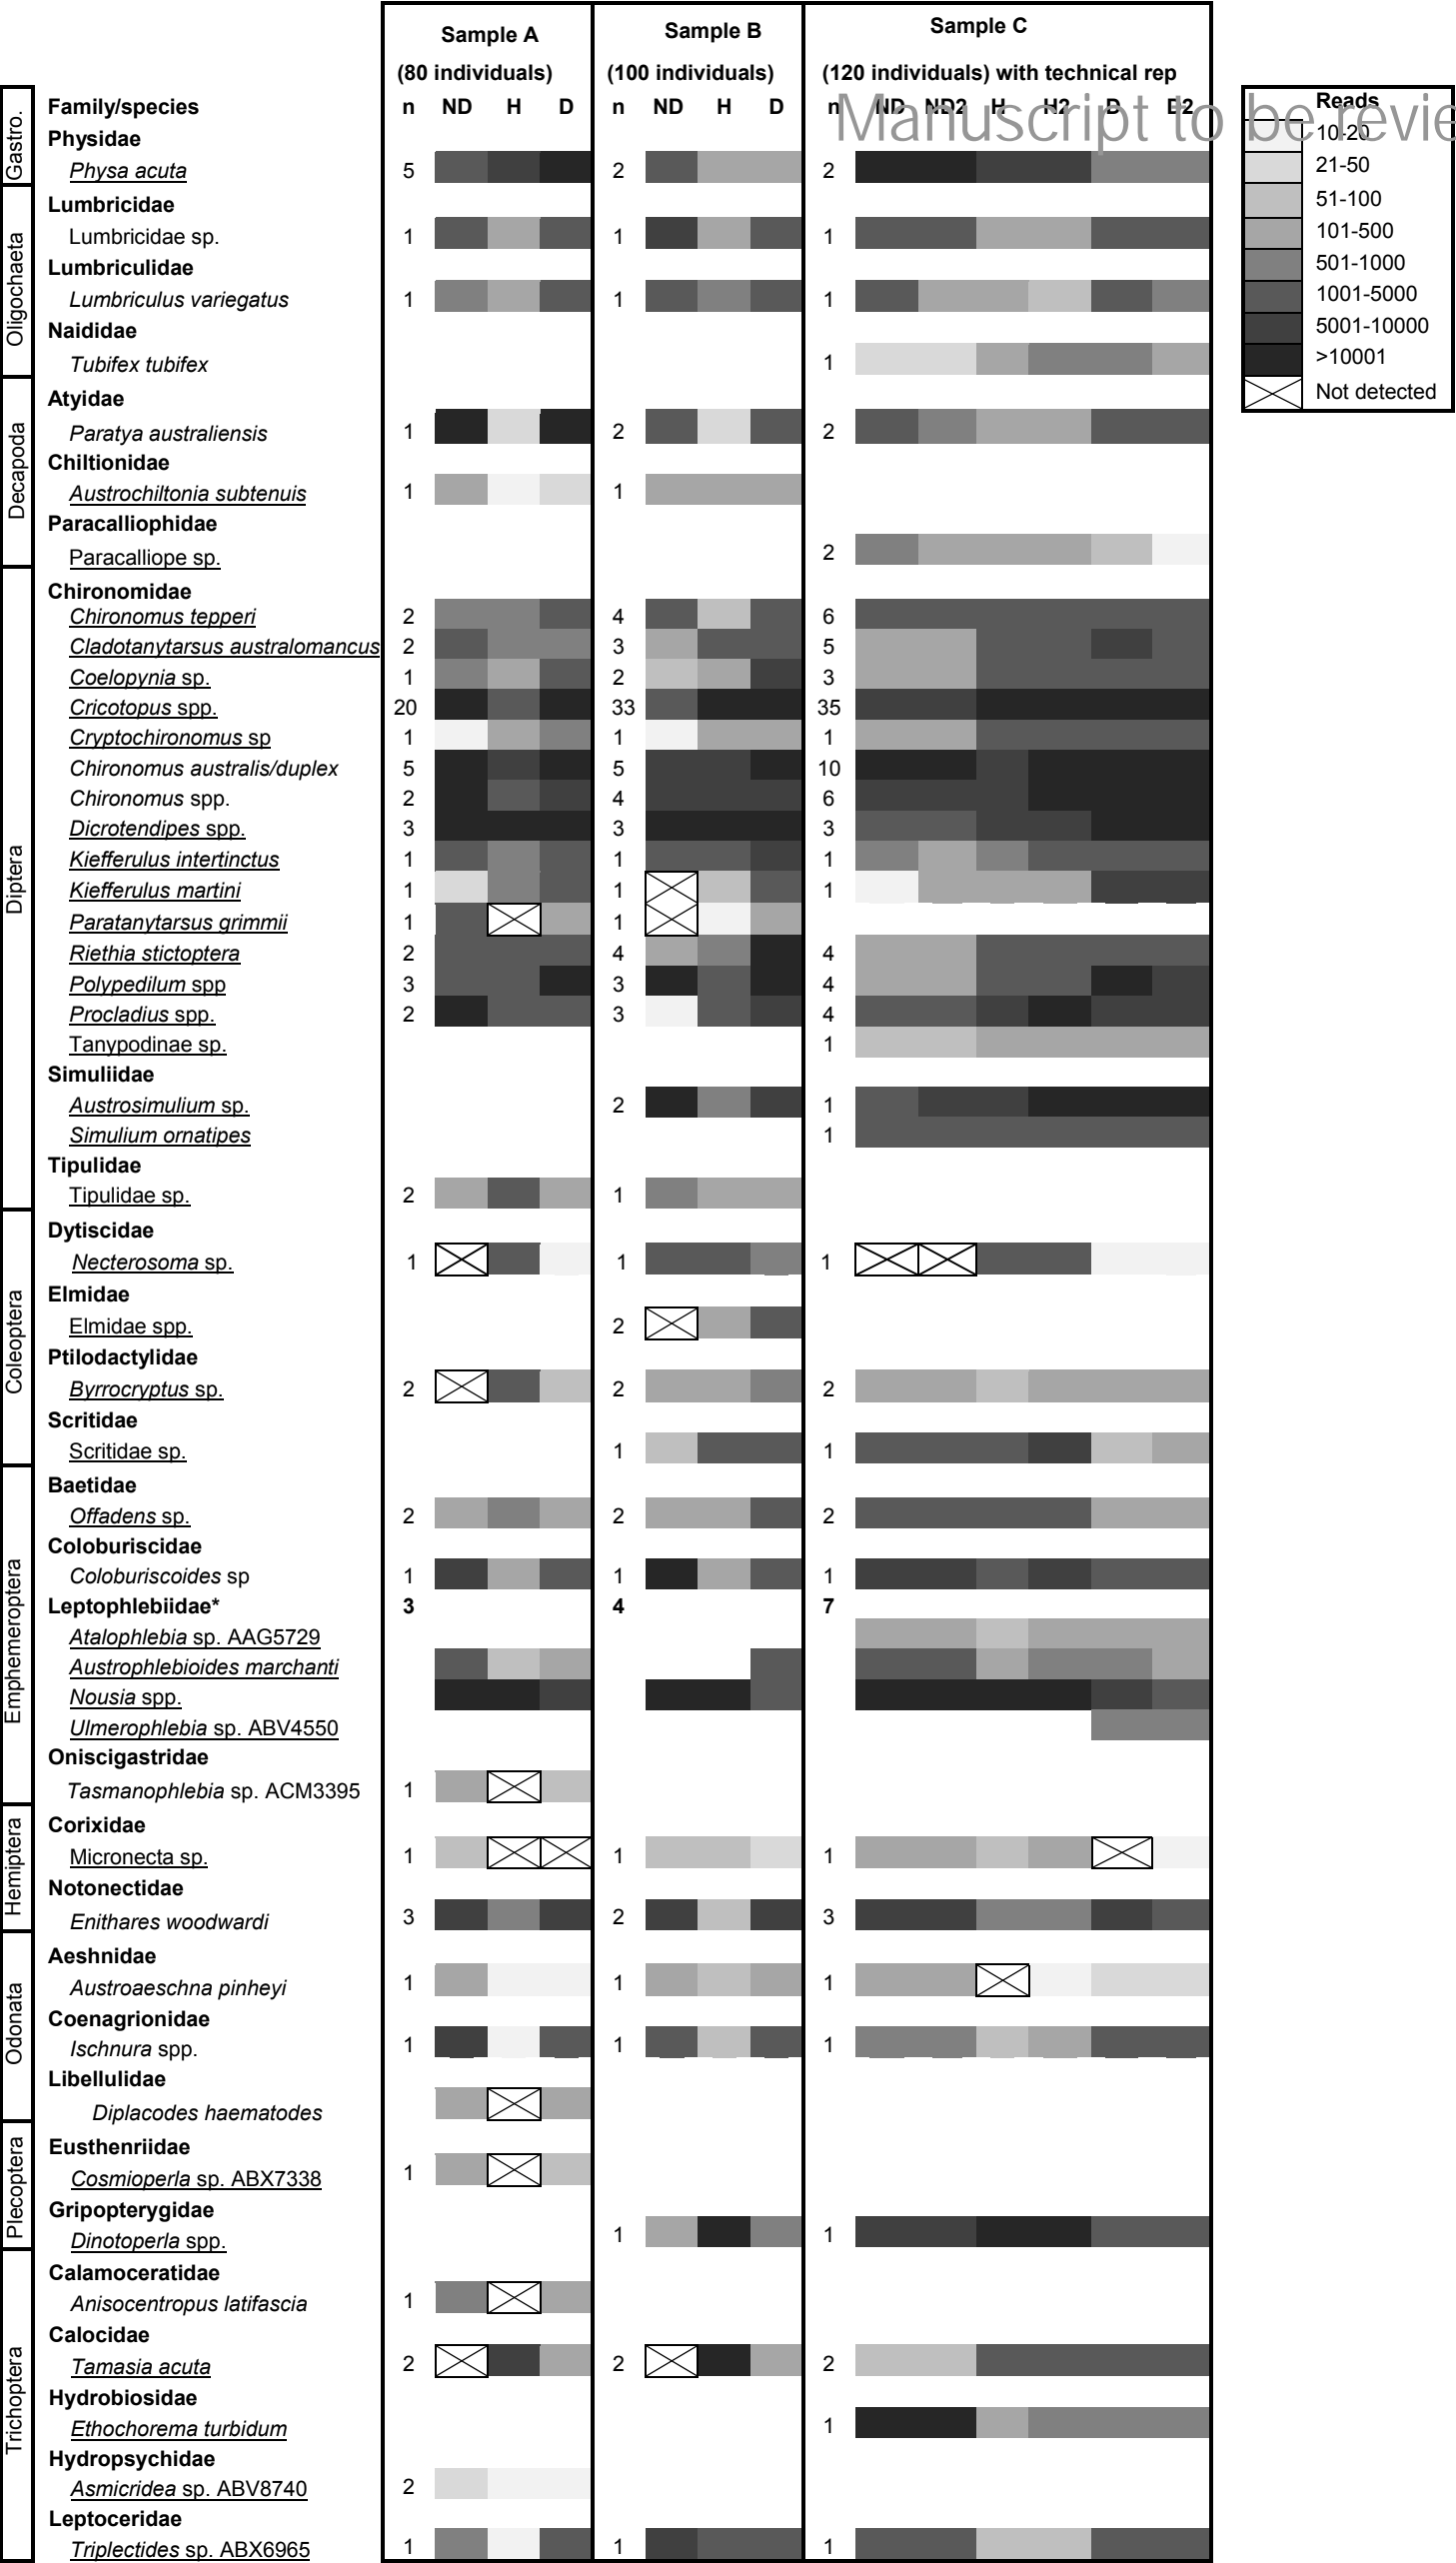 Sample A Sample B Sample C
(80 individuals) (100 individuals) (120 individuals) with technical rep
Family/species n ND H D n ND H D n ND ND2 H H2 D D2
Manuscript to be revie
Reads
10-20
21-50
51-100
101-500
501-1000
1001-5000
5001-10000
>10001
Not detected
Gastro.
Physidae
Physa acuta 5 2 2
Oligochaeta
Lumbricidae
Lumbricidae sp. 1 1 1
Lumbriculidae
Lumbriculus variegatus 1 1 1
Naididae
Tubifex tubifex 1
Decapoda
Atyidae
Paratya australiensis 1 2 2
Chiltionidae
Austrochiltonia subtenuis 1 1
Paracalliophidae
Paracalliope sp. 2
Diptera
Chironomidae
Chironomus tepperi 2 4 6
Cladotanytarsus australomancus 2 3 5
Coelopynia sp. 1 2 3
Cricotopus spp. 20 33 35
Cryptochironomus sp 1 1 1
Chironomus australis/duplex 5 5 10
Chironomus spp. 2 4 6
Dicrotendipes spp. 3 3 3
Kiefferulus intertinctus 1 1 1
Kiefferulus martini 1 1 1
Paratanytarsus grimmii 1 1
Riethia stictoptera 2 4 4
Polypedilum spp 3 3 4
Procladius spp. 2 3 4
Tanypodinae sp. 1
Simuliidae
Austrosimulium sp. 2 1
Simulium ornatipes 1
Tipulidae
Tipulidae sp. 2 1
Coleoptera
Dytiscidae
Necterosoma sp. 1 1 1
Elmidae
Elmidae spp. 2
Ptilodactylidae
Byrrocryptus sp. 2 2 2
Scritidae
Scritidae sp. 1 1
Emphemeroptera
Baetidae
Offadens sp. 2 2 2
Coloburiscidae
Coloburiscoides sp 1 1 1
Leptophlebiidae* 3 4 7
Atalophlebia sp. AAG5729
Austrophlebioides marchanti
Nousia spp.
Ulmerophlebia sp. ABV4550
Oniscigastridae
Tasmanophlebia sp. ACM3395 1
Hemiptera
Corixidae
Micronecta sp. 1 1 1
Notonectidae
Enithares woodwardi 3 2 3
Odonata
Aeshnidae
Austroaeschna pinheyi 1 1 1
Coenagrionidae
Ischnura spp. 1 1 1
Libellulidae
Diplacodes haematodes
Plecoptera
Eusthenriidae
Cosmioperla sp. ABX7338 1
Gripopterygidae
Dinotoperla spp. 1 1
Trichoptera
Calamoceratidae
Anisocentropus latifascia 1
Calocidae
Tamasia acuta 2 2 2
Hydrobiosidae
Ethochorema turbidum 1
Hydropsychidae
Asmicridea sp. ABV8740 2
Leptoceridae
Triplectides sp. ABX6965 1 1 1